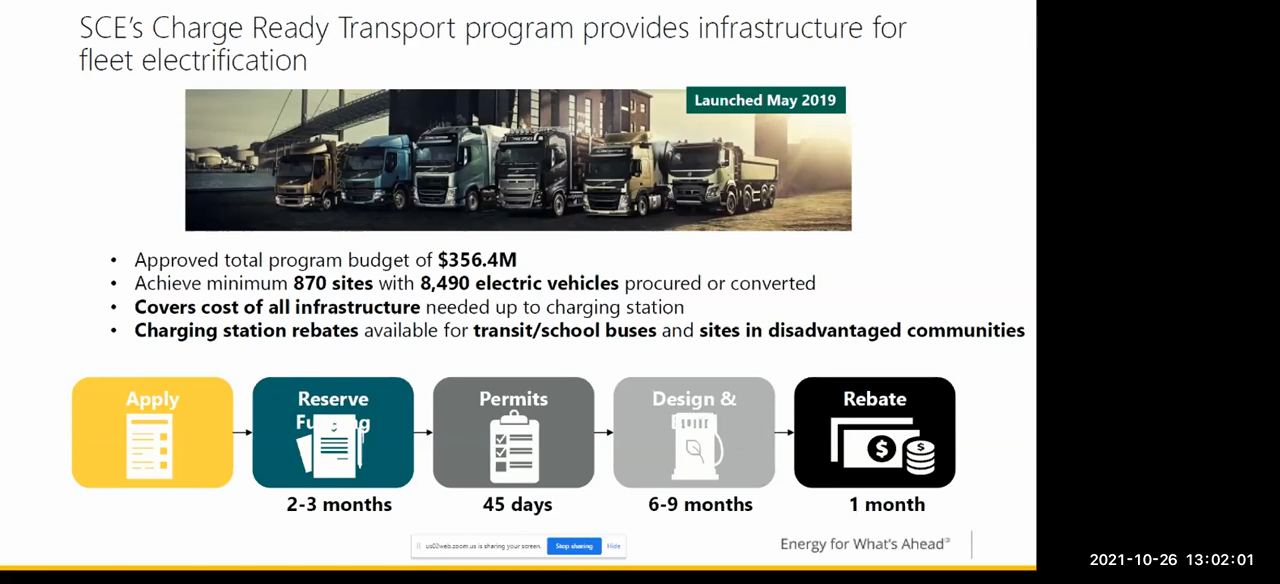 SCE's Charge Ready Transport program provides infrastructure for
fleet electrification
Launched May 2019
• Approved total program budget of $356.4M
• Achieve minimum 870 sites with 8,490 electric vehicles procured or converted
• Covers cost of all infrastructure needed up to charging station
• Charging station rebates available for transit/school buses and sites in disadvantaged communities
Apply
Reserve
Permits
Design &
Rebate
2-3 months
45 days
6-9 months
1 month
us02web.zoom.us is sharing your screen.
Stop sharing
Hide
Energy for What's Ahead®
2021-10-26 13:02:01